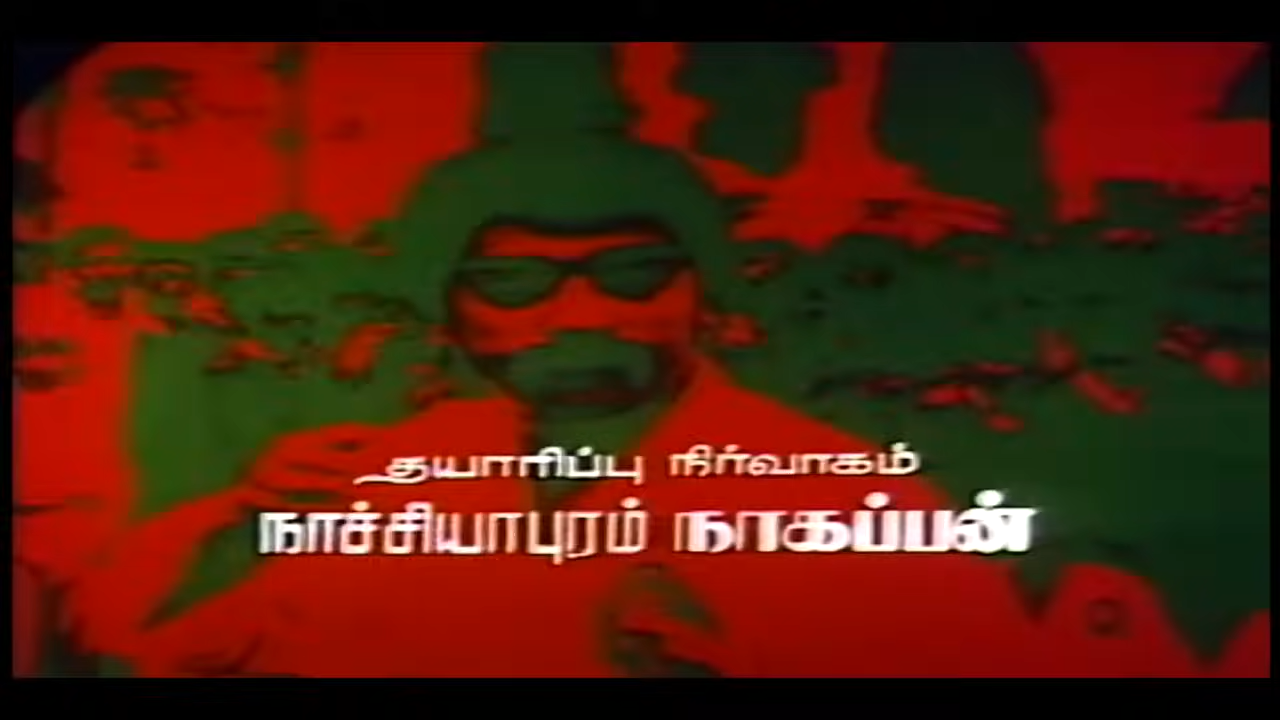 தயாரிப்பு நிர்வாகம்
நாச்சியாபுரம் நாகப்பன்